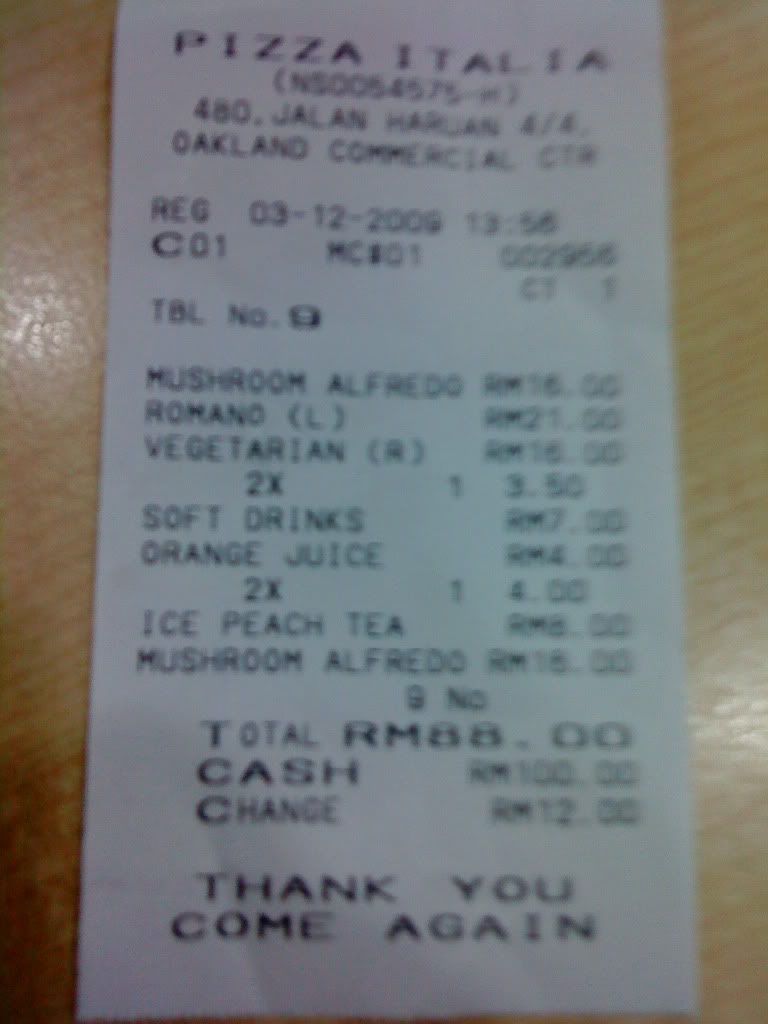 PIZZA ITALIA
(NS0054575-H)
480, JALAN HARUAN 4/4,
OAKLAND COMMERCIAL CTR
REG 03-12-2009 13:56
C01 MC#01 002956
CT 1
TBL No. 9
MUSHROOM ALFREDO RM16.00
ROMANO (L) RM21.00
VEGETARIAN (R) RM16.00
2X 1 3.50
SOFT DRINKS RM7.00
ORANGE JUICE RM4.00
2X 1 4.00
ICE PEACH TEA RM8.00
MUSHROOM ALFREDO RM16.00
9 No
TOTAL RM88.00
CASH RM100.00
CHANGE RM12.00
THANK YOU
COME AGAIN